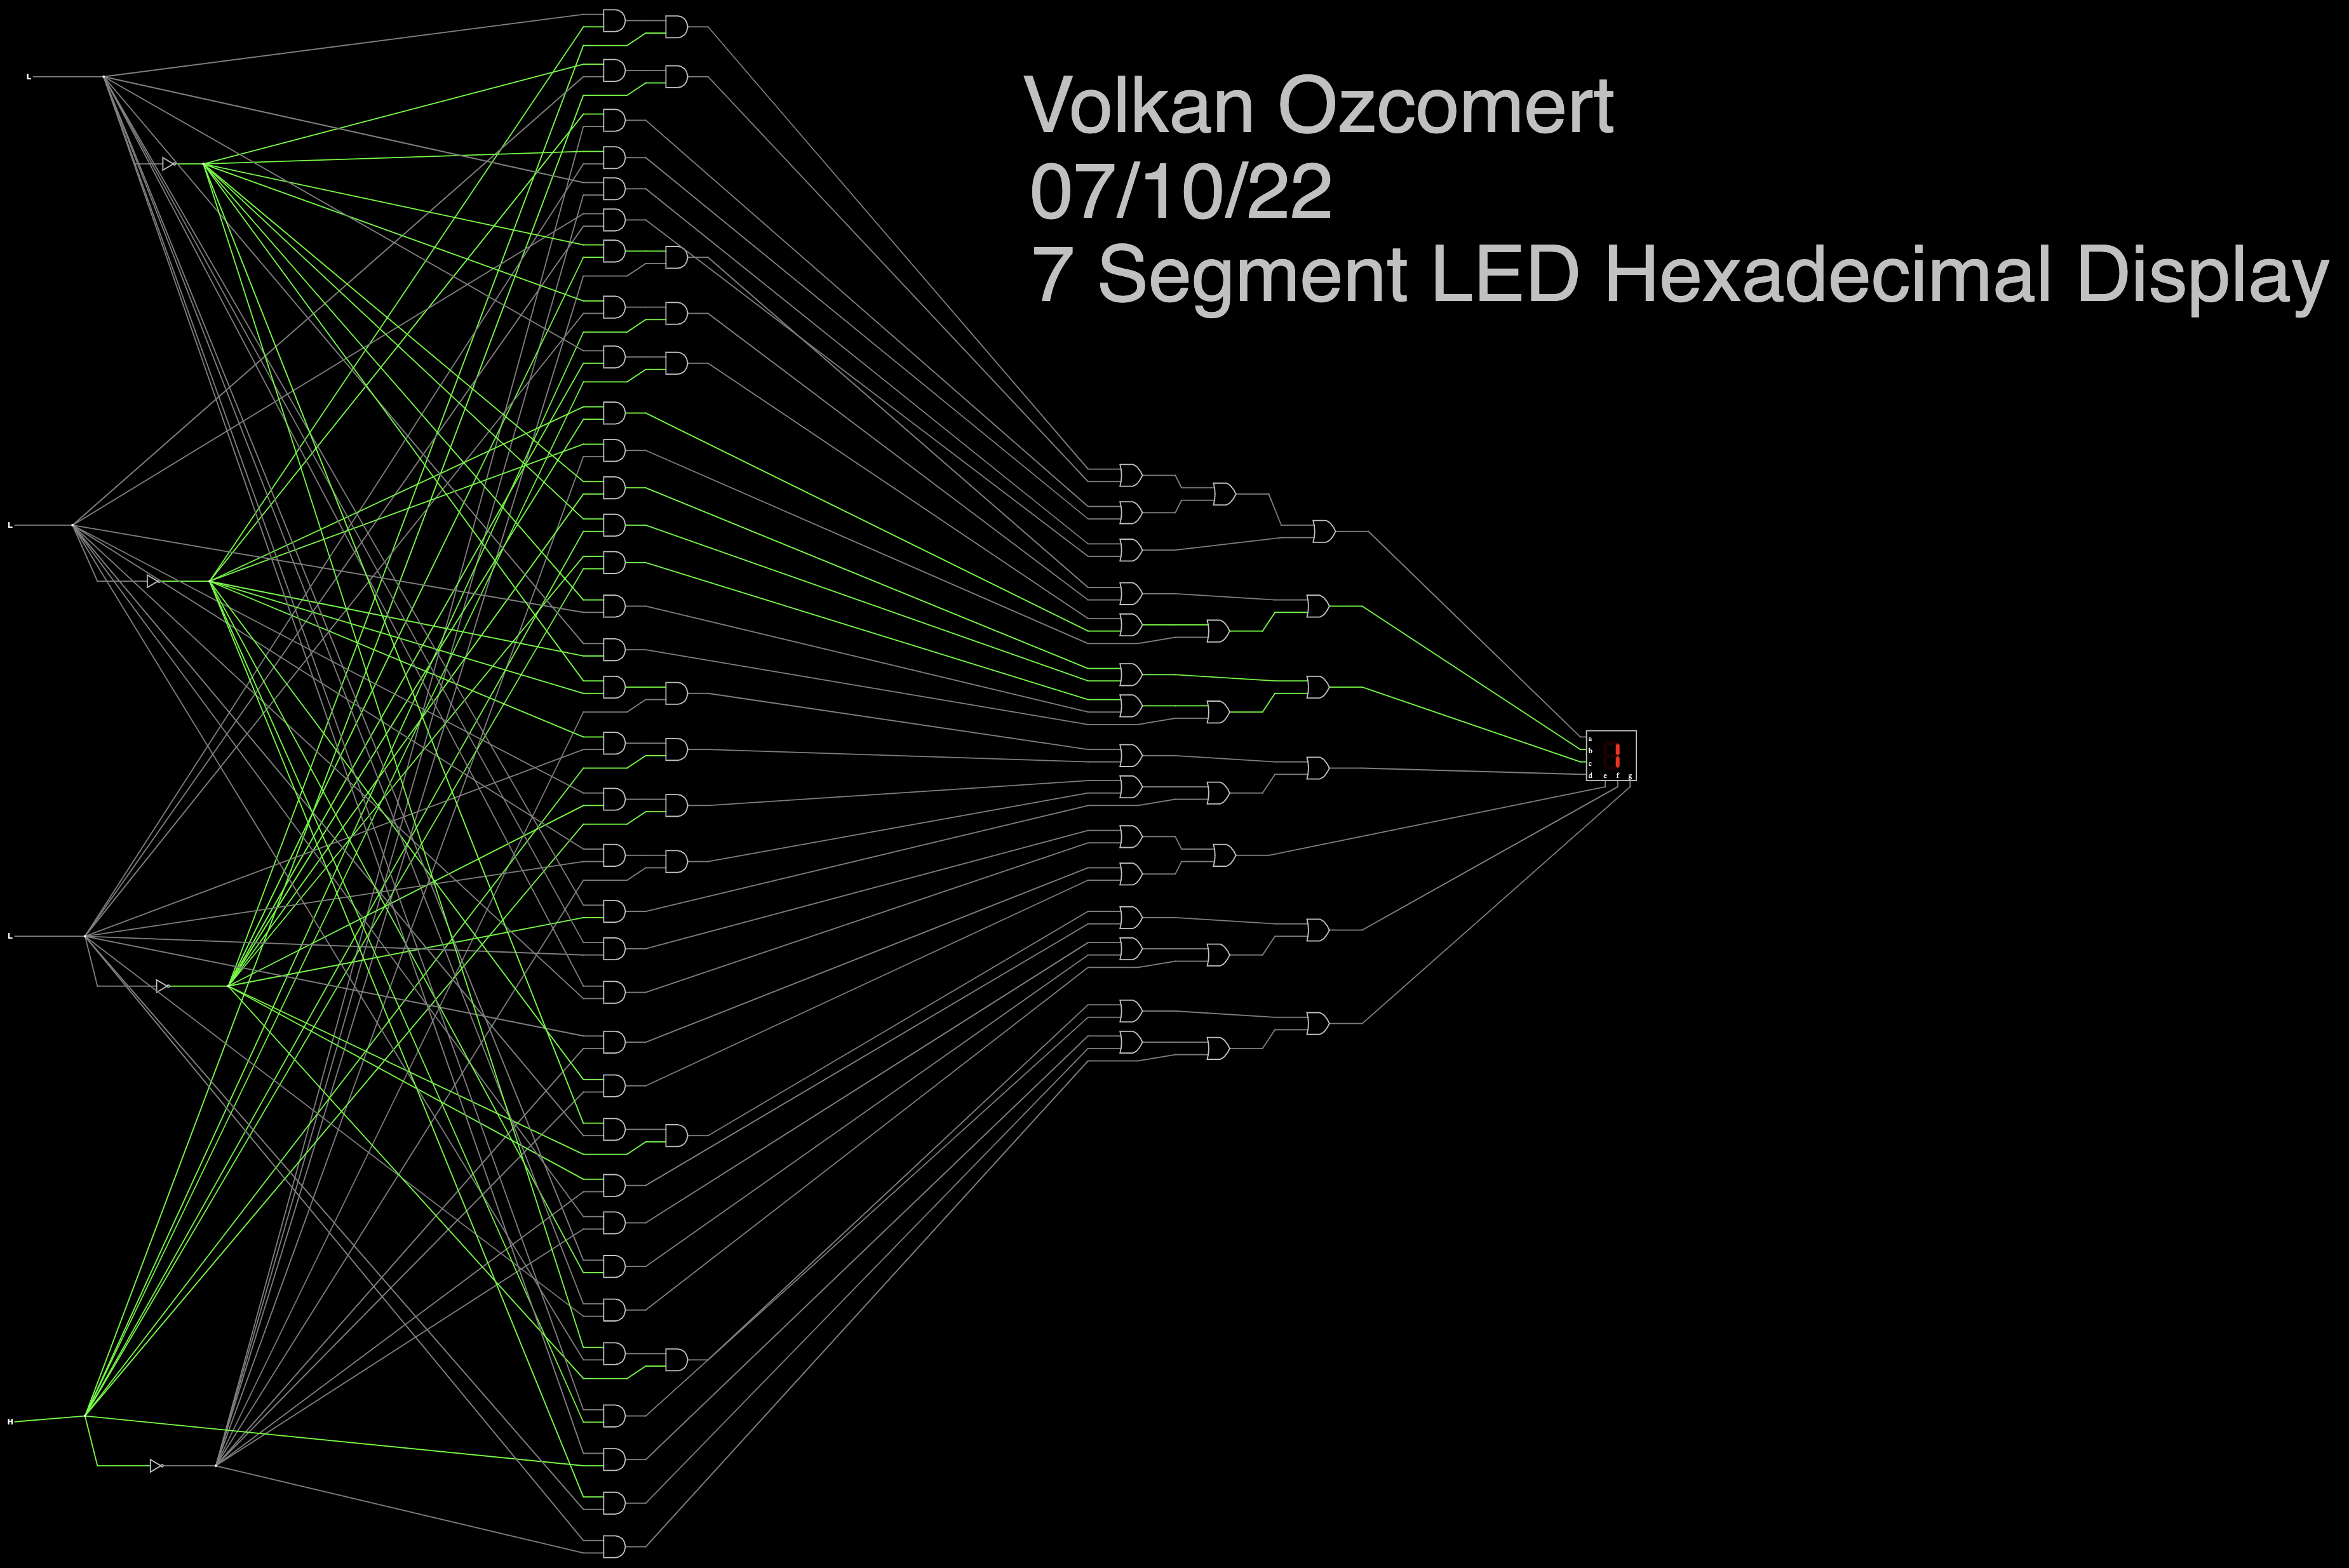 Volkan Ozcomert
07/10/22
7 Segment LED Hexadecimal Display
L
L
L
H
a
b
c
d e f g